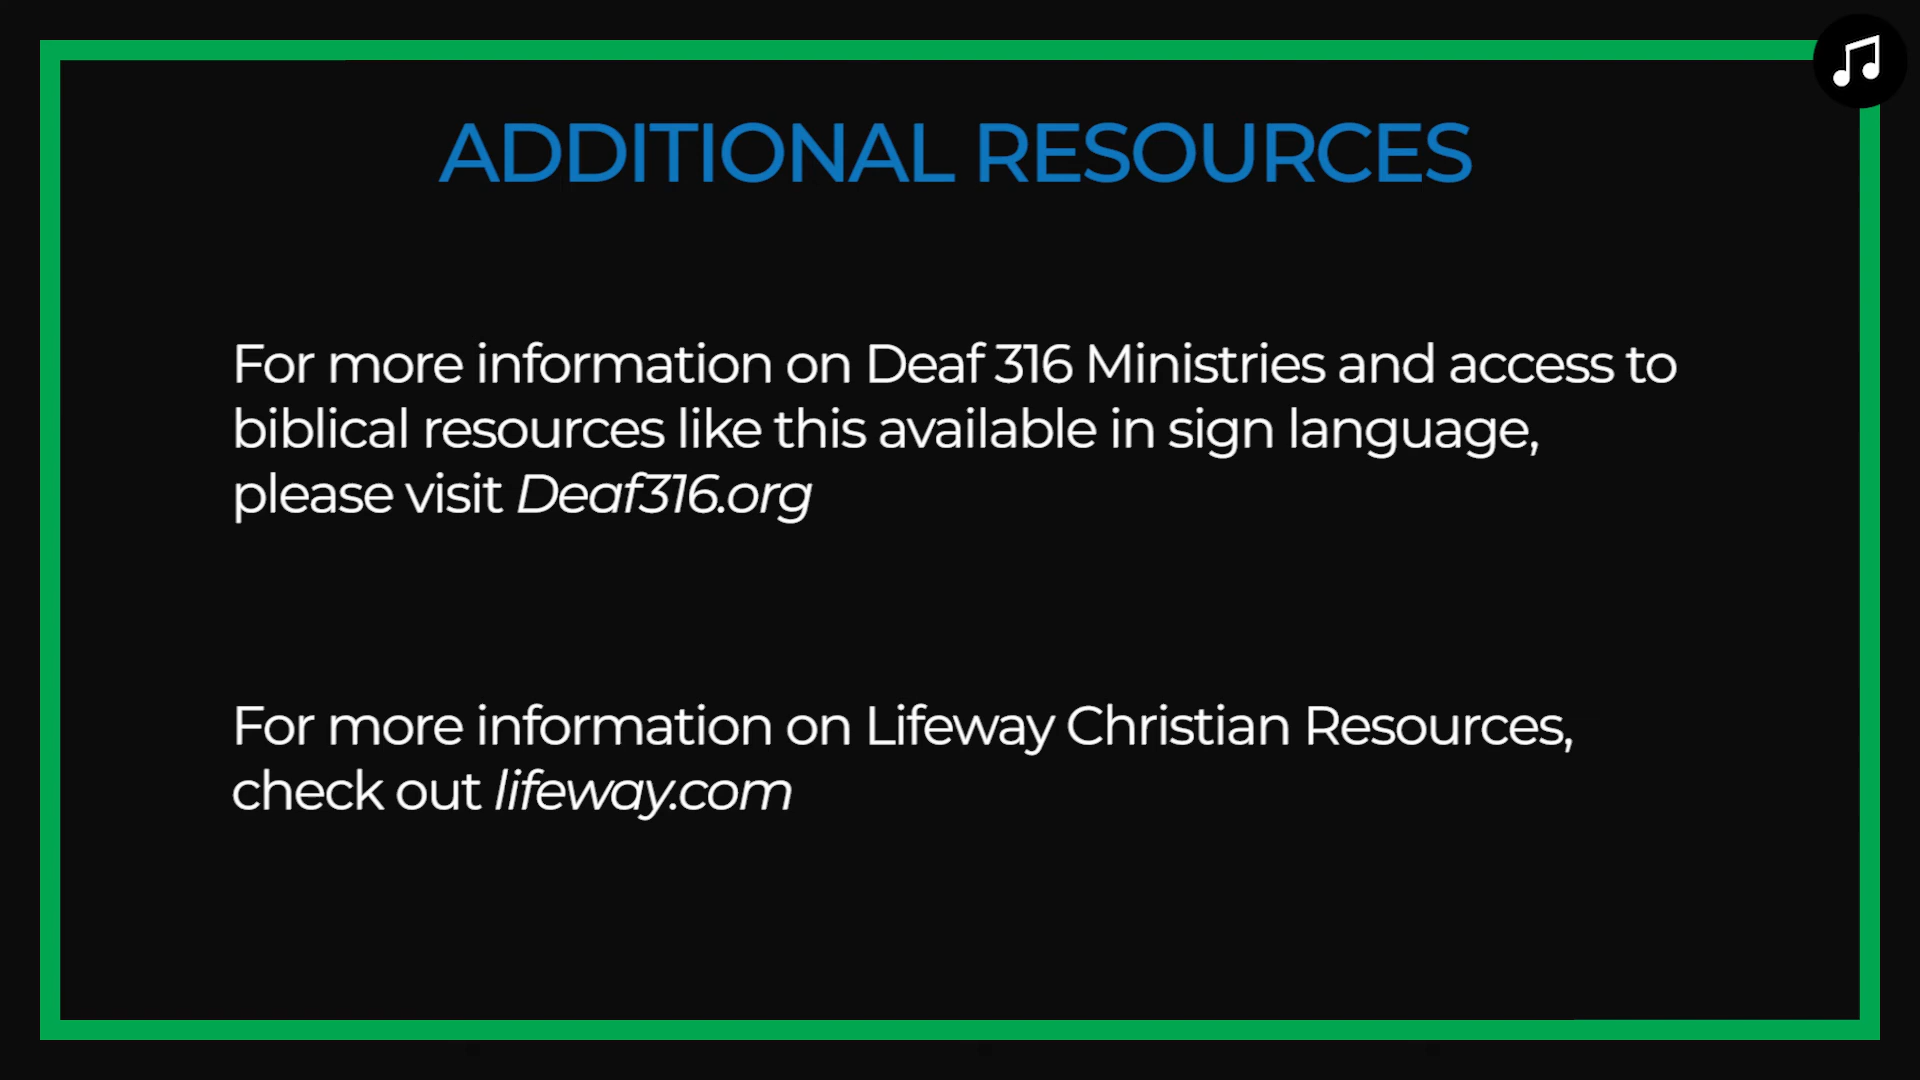 ADDITIONAL RESOURCES
For more information on Deaf 316 Ministries and access to
biblical resources like this available in sign language,
please visit Deaf316.org
For more information on Lifeway Christian Resources,
check out lifeway.com